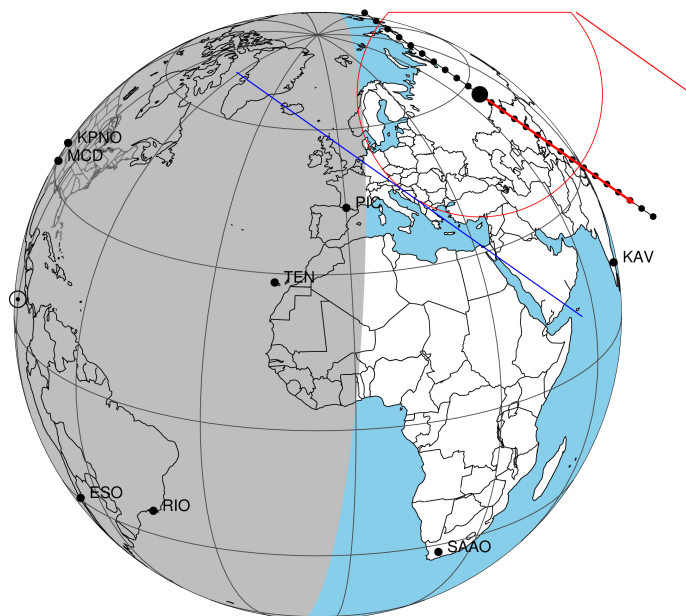 KPNO
MCD
PIC
KAV
TEN
ESO
RIO
SAAO